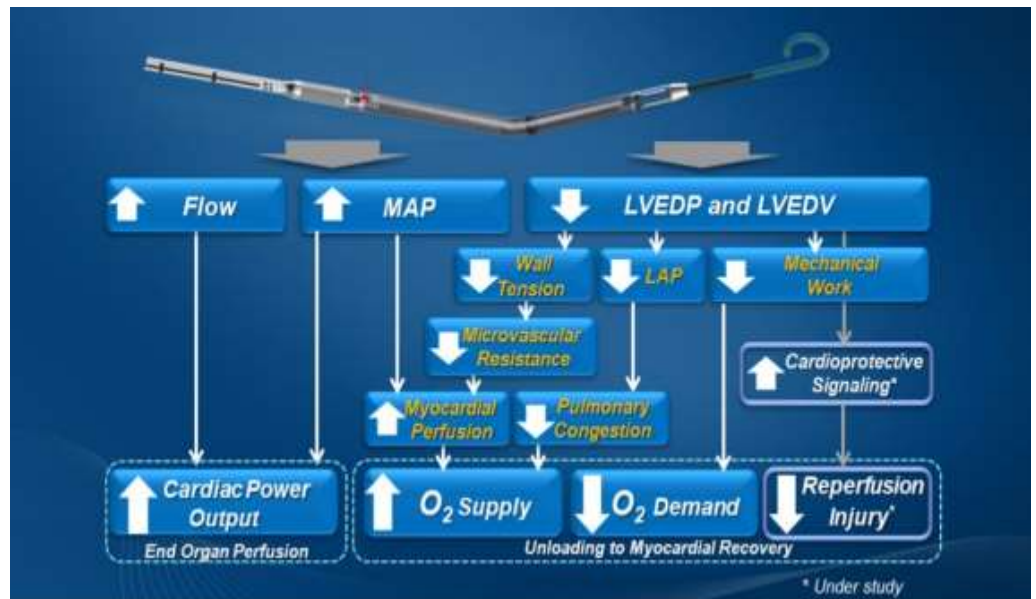 Flow
MAP
LVEDP and LVEDV
Wall
Tension
LAP
Mechanical
Work
Microvascular
Resistance
Cardioprotective
Signaling*
Myocardial
Perfusion
Pulmonary
Congestion
Cardiac Power
Output
O₂ Supply
O₂ Demand
Reperfusion
Injury*
End Organ Perfusion
Unloading to Myocardial Recovery
* Under study